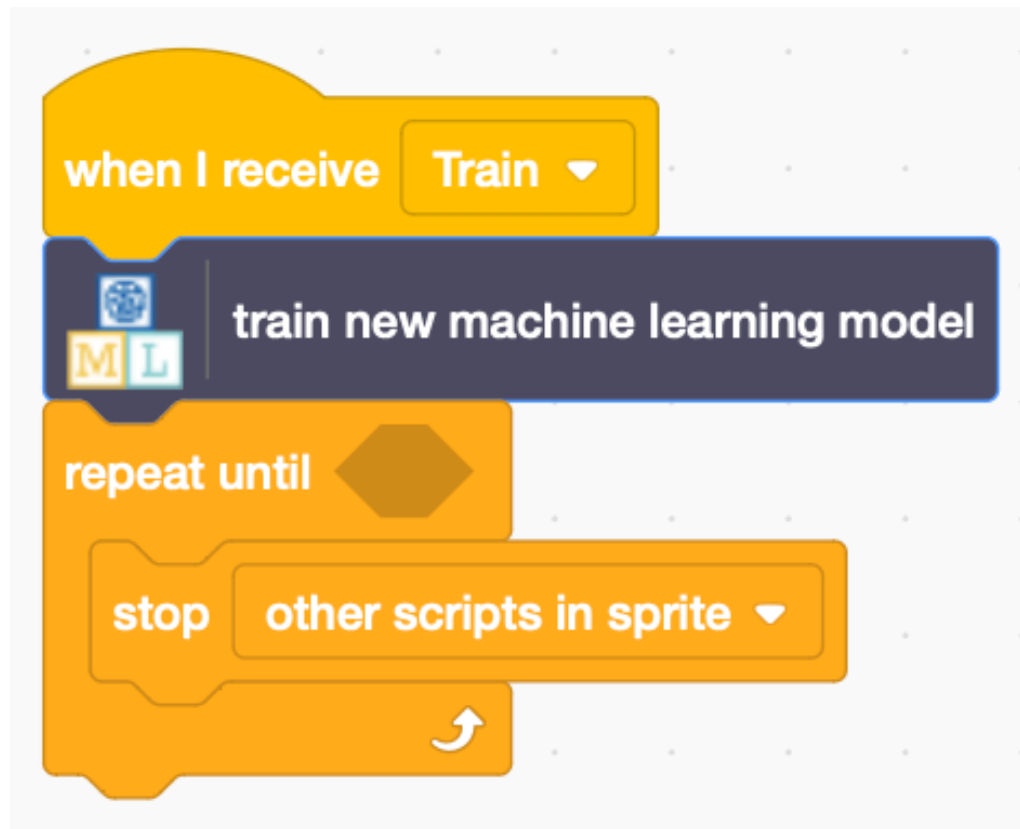 when I receive Train
M L
train new machine learning model
repeat until
stop other scripts in sprite